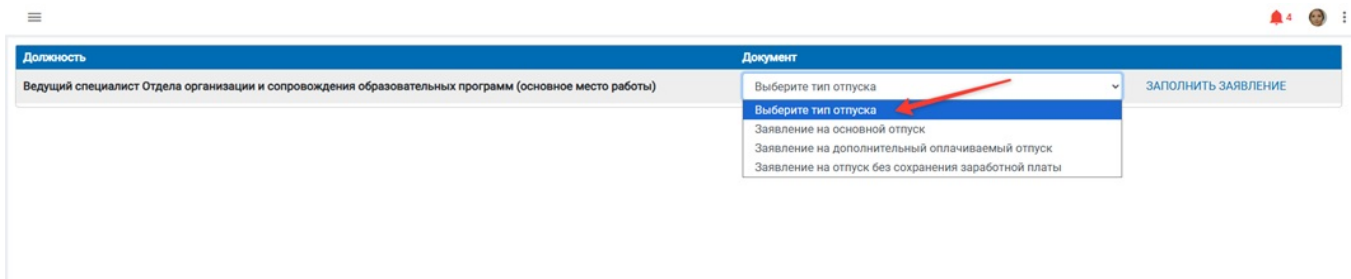 4
Должность Документ
Ведущий специалист Отдела организации и сопровождения образовательных программ (основное место работы) Выберите тип отпуска ЗАПОЛНИТЬ ЗАЯВЛЕНИЕ
Выберите тип отпуска
Заявление на основной отпуск
Заявление на дополнительный оплачиваемый отпуск
Заявление на отпуск без сохранения заработной платы